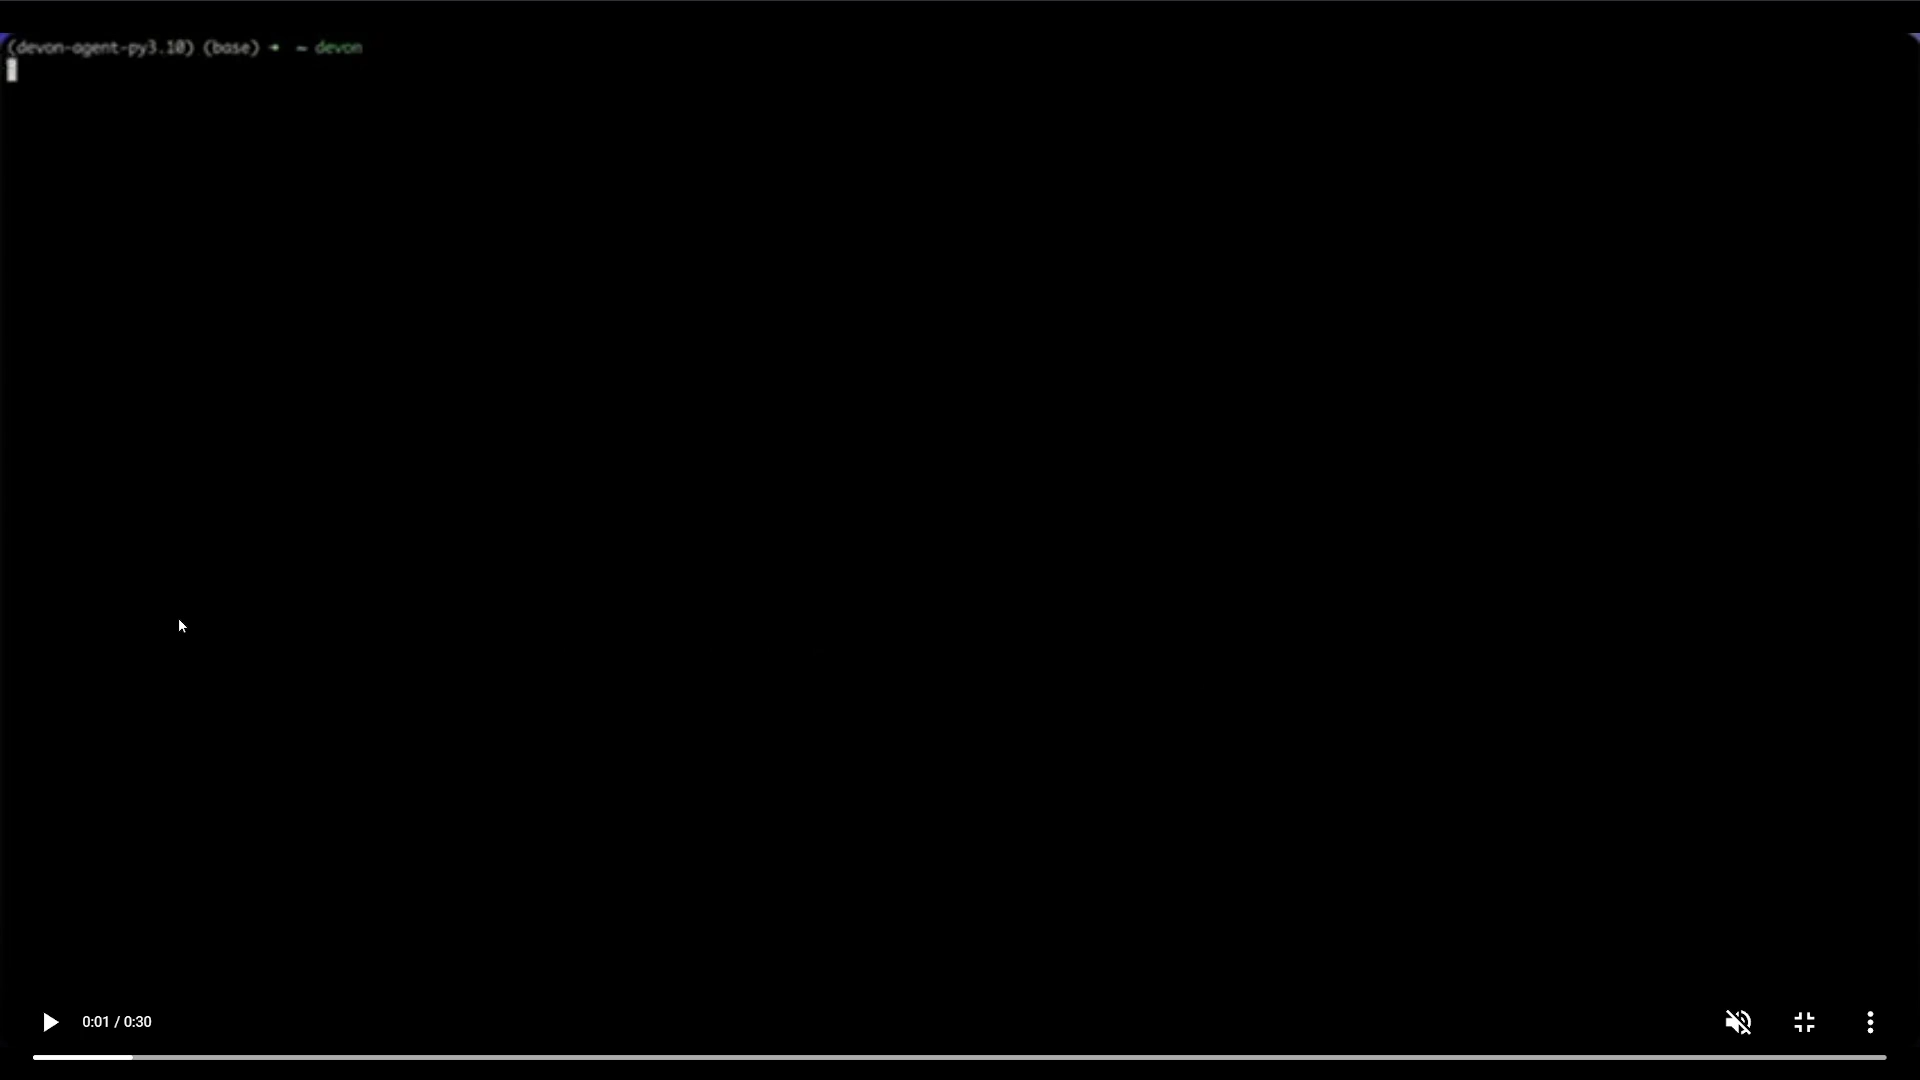 (devon-agent-py3.10) (base) ➜ ~ devon
0:01 / 0:30